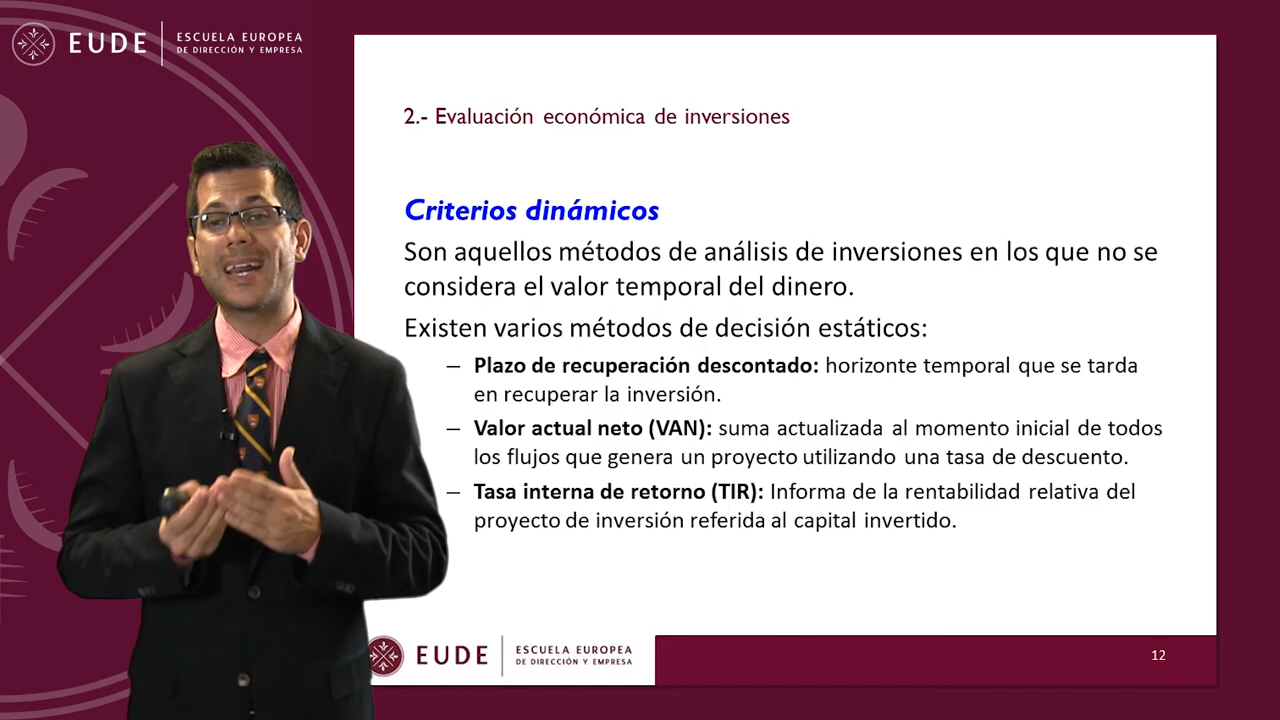 EUDE
ESCUELA EUROPEA
DE DIRECCIÓN Y EMPRESA
2.- Evaluación económica de inversiones
Criterios dinámicos
Son aquellos métodos de análisis de inversiones en los que no se
considera el valor temporal del dinero.
Existen varios métodos de decisión estáticos:
– Plazo de recuperación descontado: horizonte temporal que se tarda
en recuperar la inversión.
– Valor actual neto (VAN): suma actualizada al momento inicial de todos
los flujos que genera un proyecto utilizando una tasa de descuento.
– Tasa interna de retorno (TIR): Informa de la rentabilidad relativa del
proyecto de inversión referida al capital invertido.
EUDE
ESCUELA EUROPEA
DE DIRECCIÓN Y EMPRESA
12